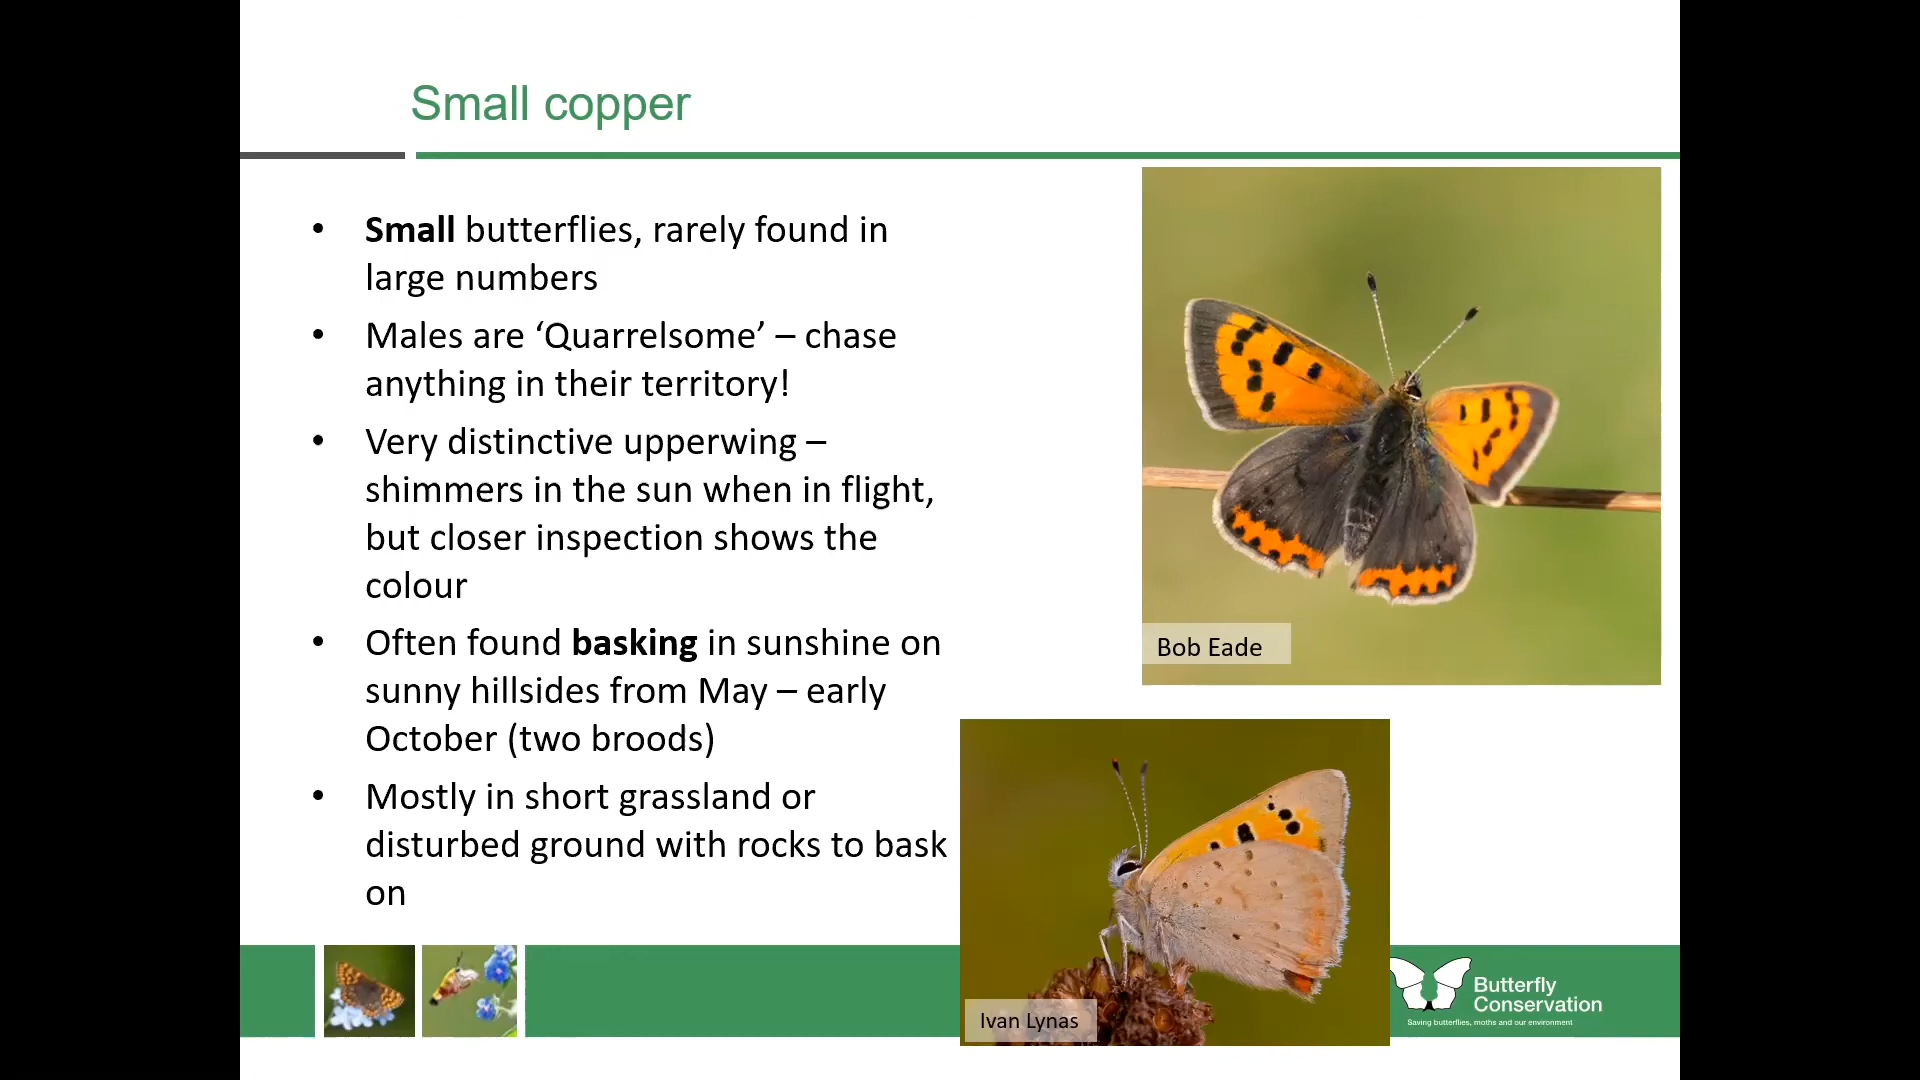 Small copper
• Small butterflies, rarely found in
large numbers
• Males are ‘Quarrelsome’ – chase
anything in their territory!
• Very distinctive upperwing –
shimmers in the sun when in flight,
but closer inspection shows the
colour
• Often found basking in sunshine on
sunny hillsides from May – early
October (two broods)
• Mostly in short grassland or
disturbed ground with rocks to bask
on
Bob Eade
Ivan Lynas
Butterfly
Conservation
Saving butterflies, moths and our environment